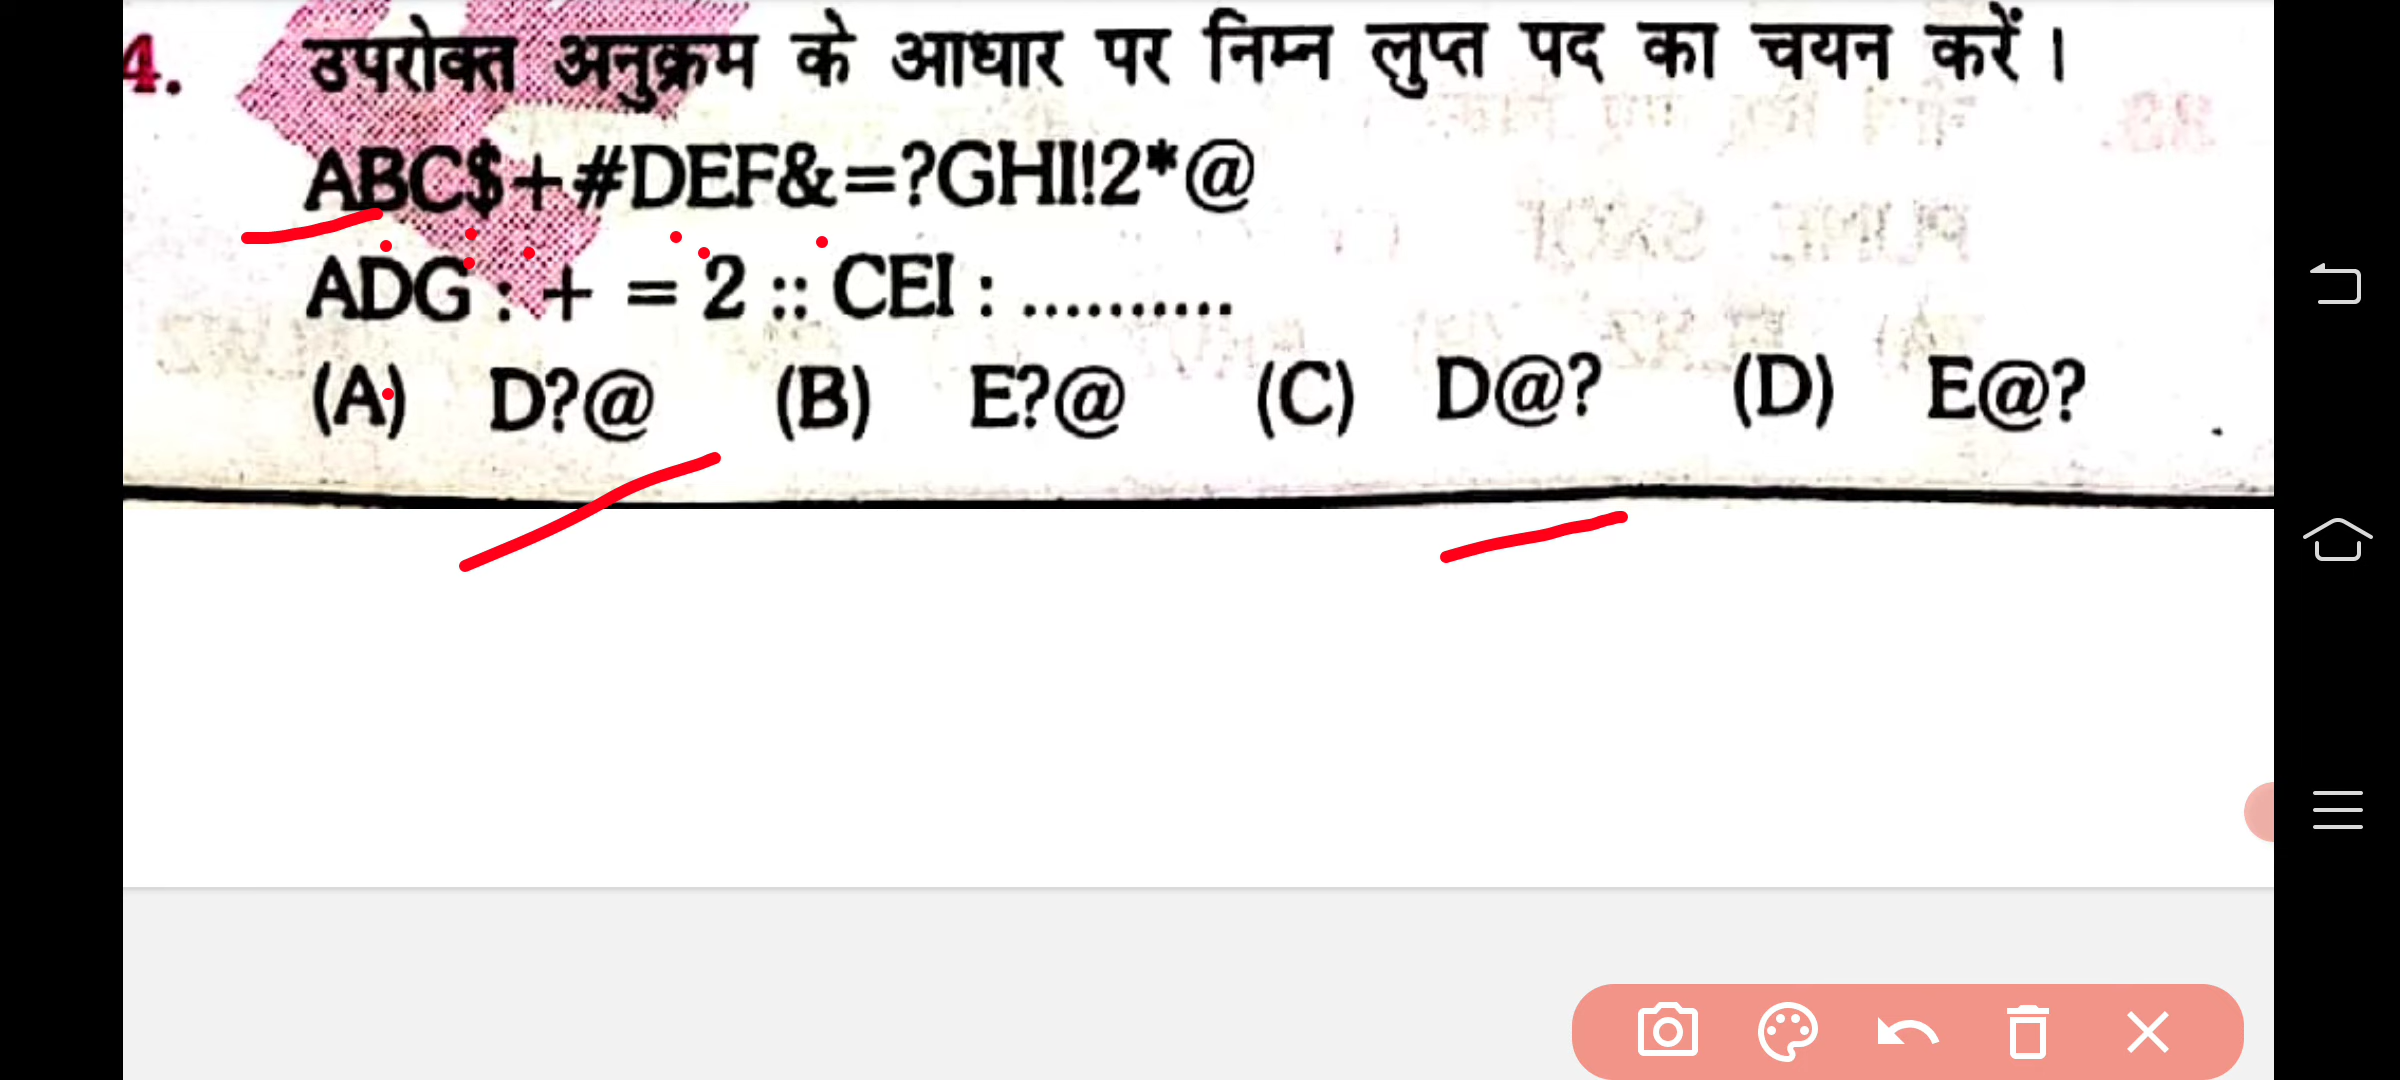 4. उपरोक्त अनुक्रम के आधार पर निम्न लुप्त पद का चयन करें ।
ABC$+#DEF&=?GHI!2*@
ADG : + = 2 :: CEI : ..........
(A) D?@ (B) E?@ (C) D@? (D) E@?